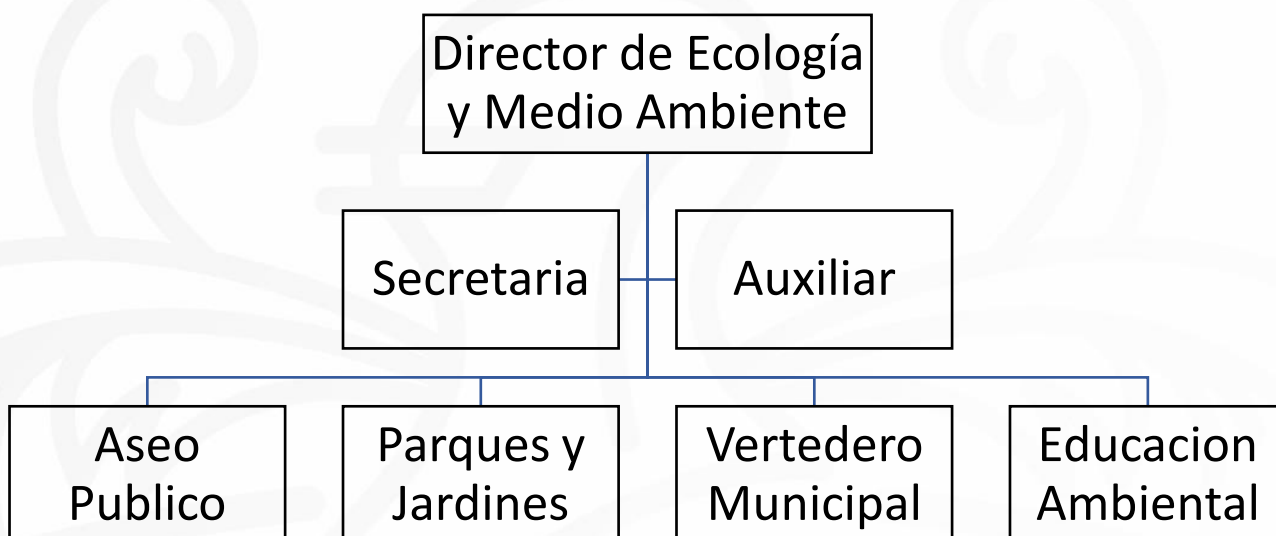 Director de Ecología
y Medio Ambiente
Secretaria
Auxiliar
Aseo
Publico
Parques y
Jardines
Vertedero
Municipal
Educacion
Ambiental